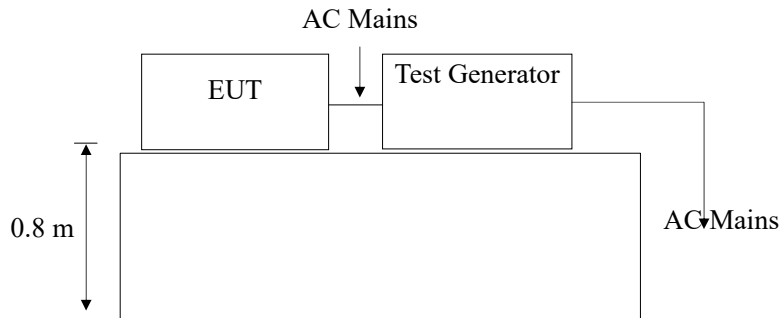 AC Mains
EUT
Test Generator
0.8 m
AC Mains